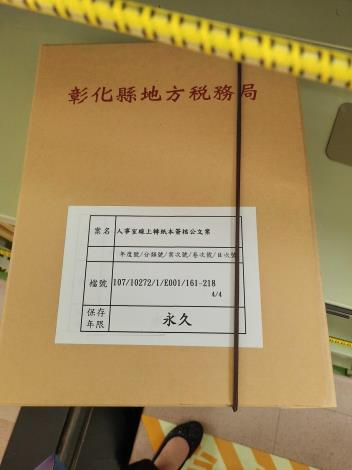 彰化縣地方稅務局
案名 人事室線上轉紙本簽核公文案
年度號/分類號/案次號/卷次號/目次號
檔號 107/10272/1/E001/161-218
4/4
保存年限 永久